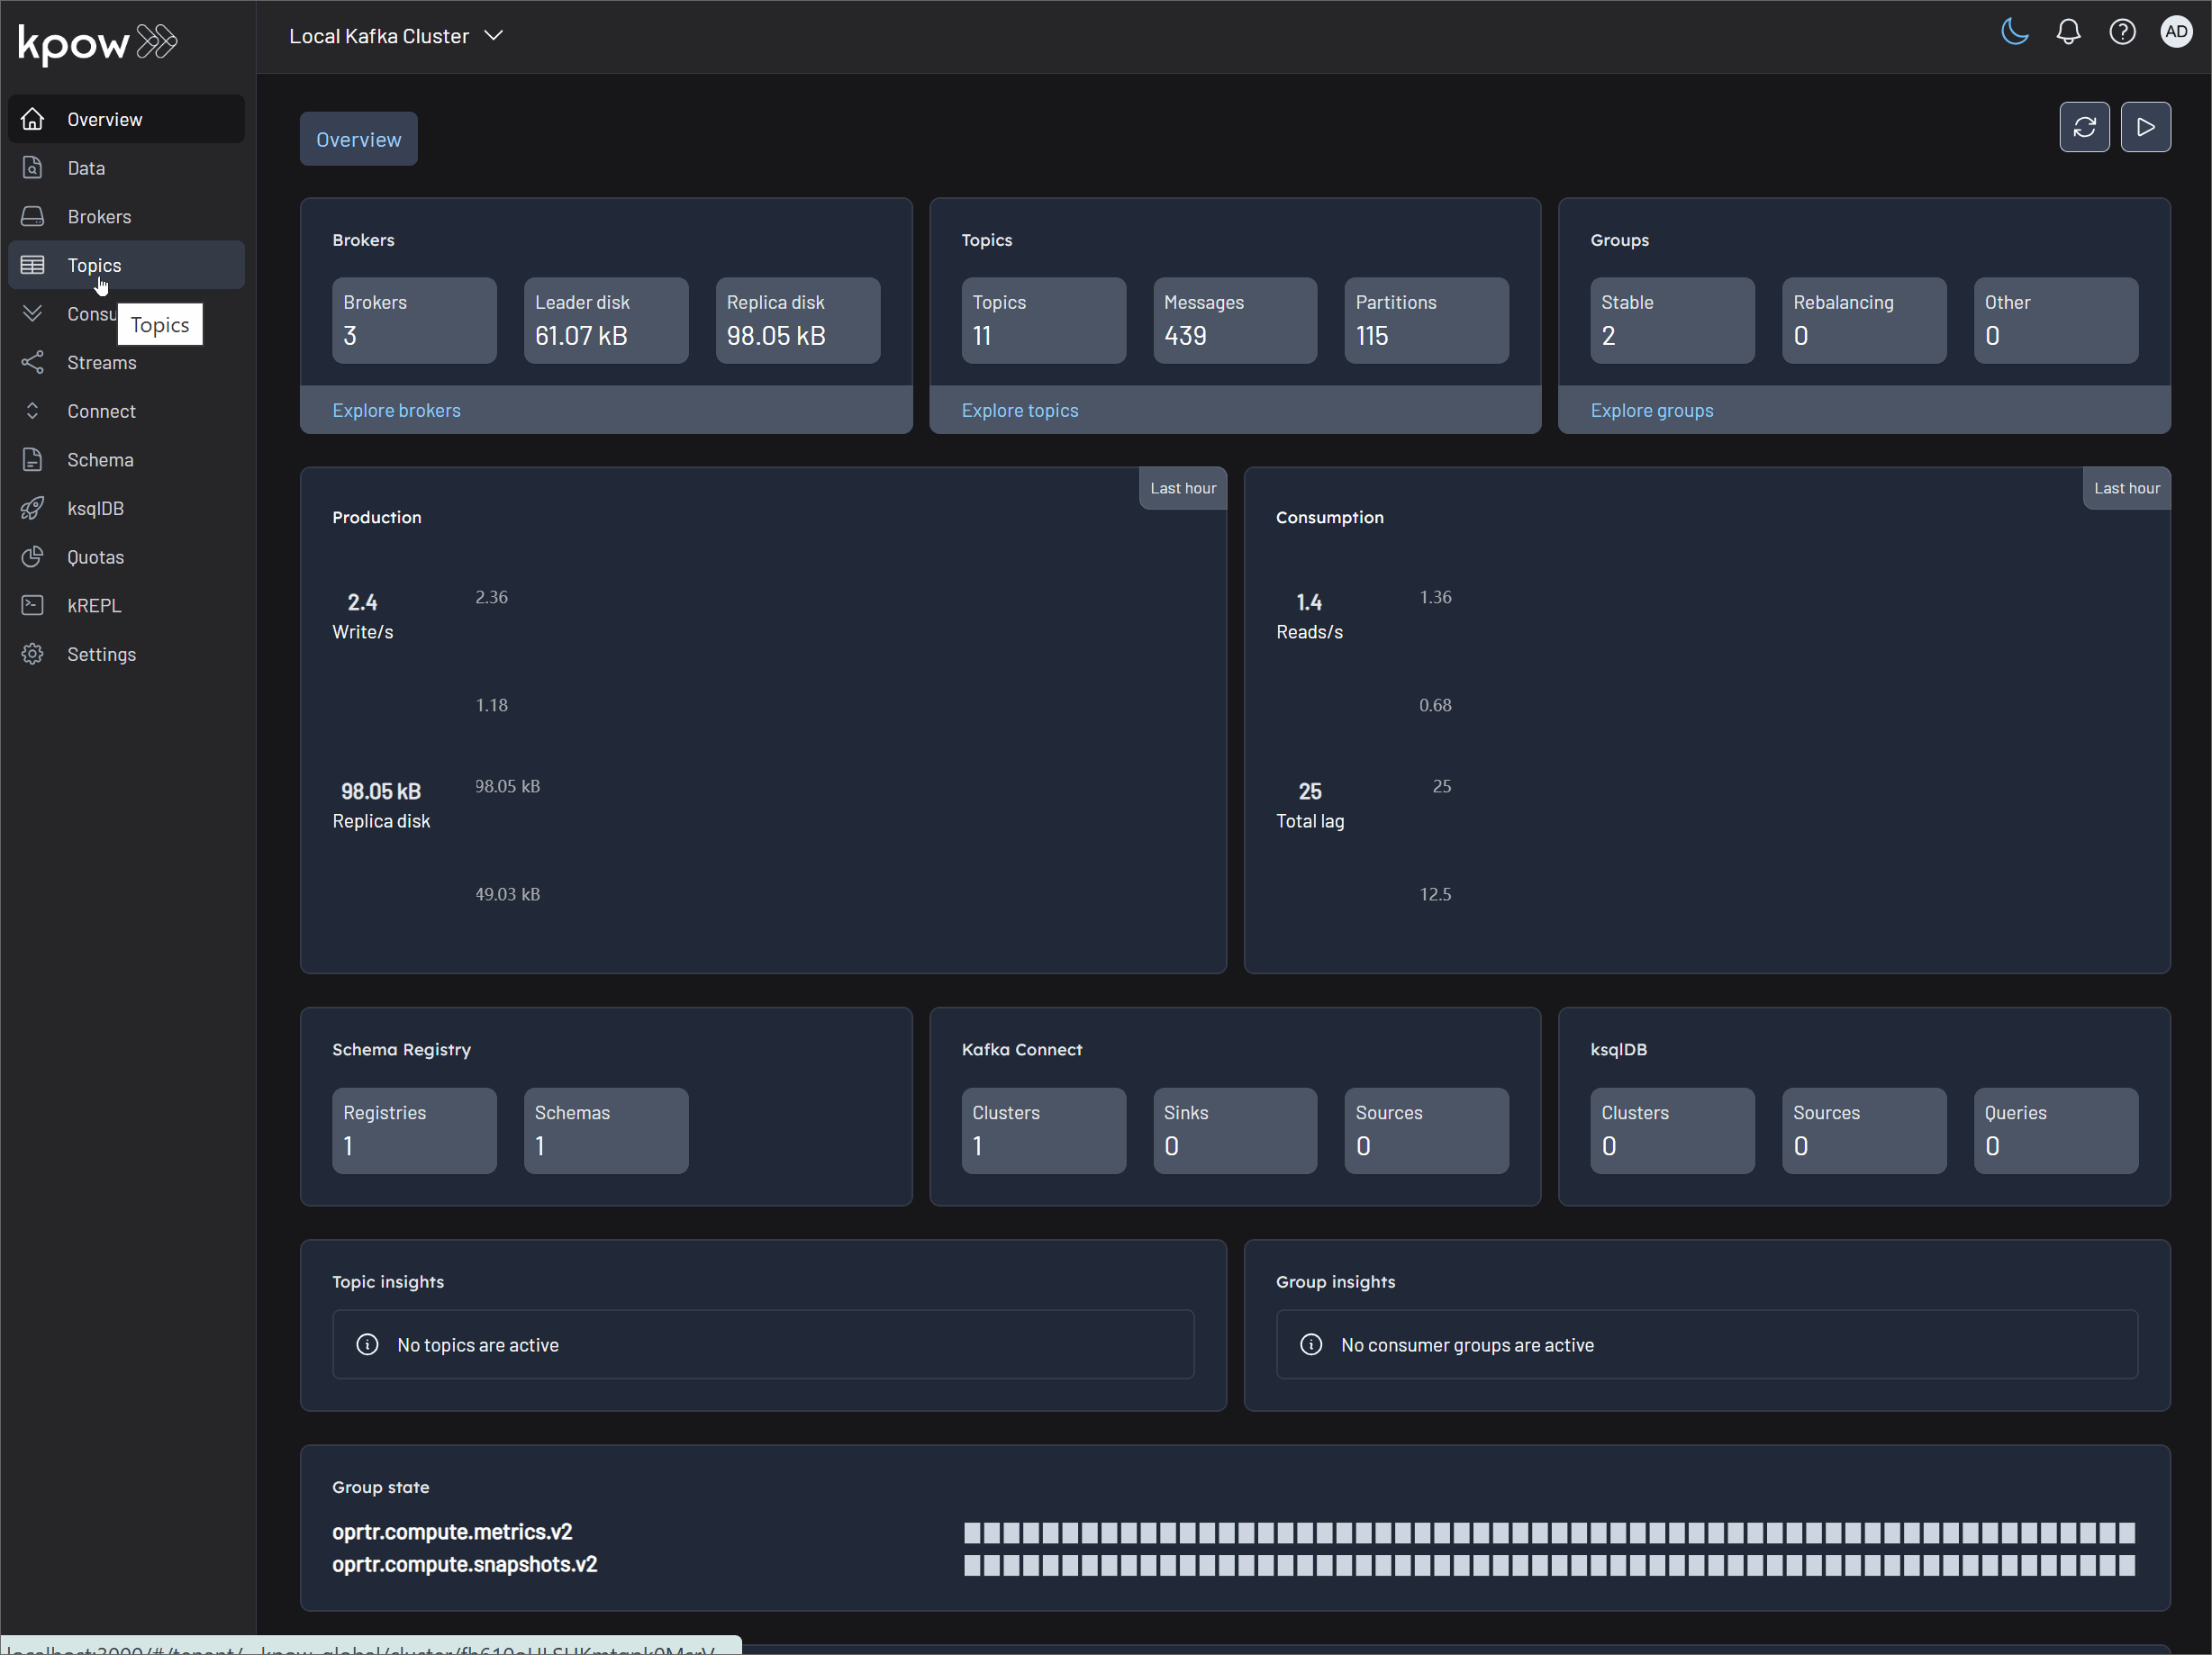 kpow
Local Kafka Cluster
AD
Overview
Data
Brokers
Topics
Consu
Topics
Streams
Connect
Schema
ksqlDB
Quotas
kREPL
Settings
Overview
Brokers
Brokers
3
Leader disk
61.07 kB
Replica disk
98.05 kB
Explore brokers
Topics
Topics
11
Messages
439
Partitions
115
Explore topics
Groups
Stable
2
Rebalancing
0
Other
0
Explore groups
Last hour
Production
2.4
Write/s
2.36
1.18
98.05 kB
Replica disk
98.05 kB
49.03 kB
Last hour
Consumption
1.4
Reads/s
1.36
0.68
25
Total lag
25
12.5
Schema Registry
Registries
1
Schemas
1
Kafka Connect
Clusters
1
Sinks
0
Sources
0
ksqlDB
Clusters
0
Sources
0
Queries
0
Topic insights
No topics are active
Group insights
No consumer groups are active
Group state
oprtr.compute.metrics.v2
oprtr.compute.snapshots.v2